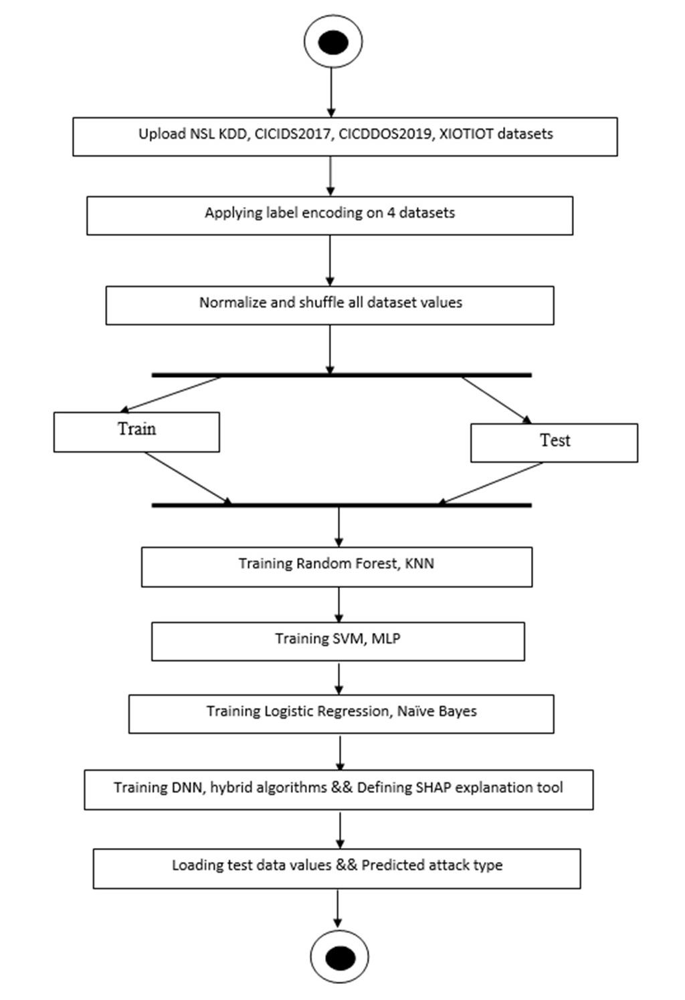 Upload NSL KDD, CICIDS2017, CICDDOS2019, XIOTIOT datasets
Applying label encoding on 4 datasets
Normalize and shuffle all dataset values
Train
Test
Training Random Forest, KNN
Training SVM, MLP
Training Logistic Regression, Naïve Bayes
Training DNN, hybrid algorithms && Defining SHAP explanation tool
Loading test data values && Predicted attack type